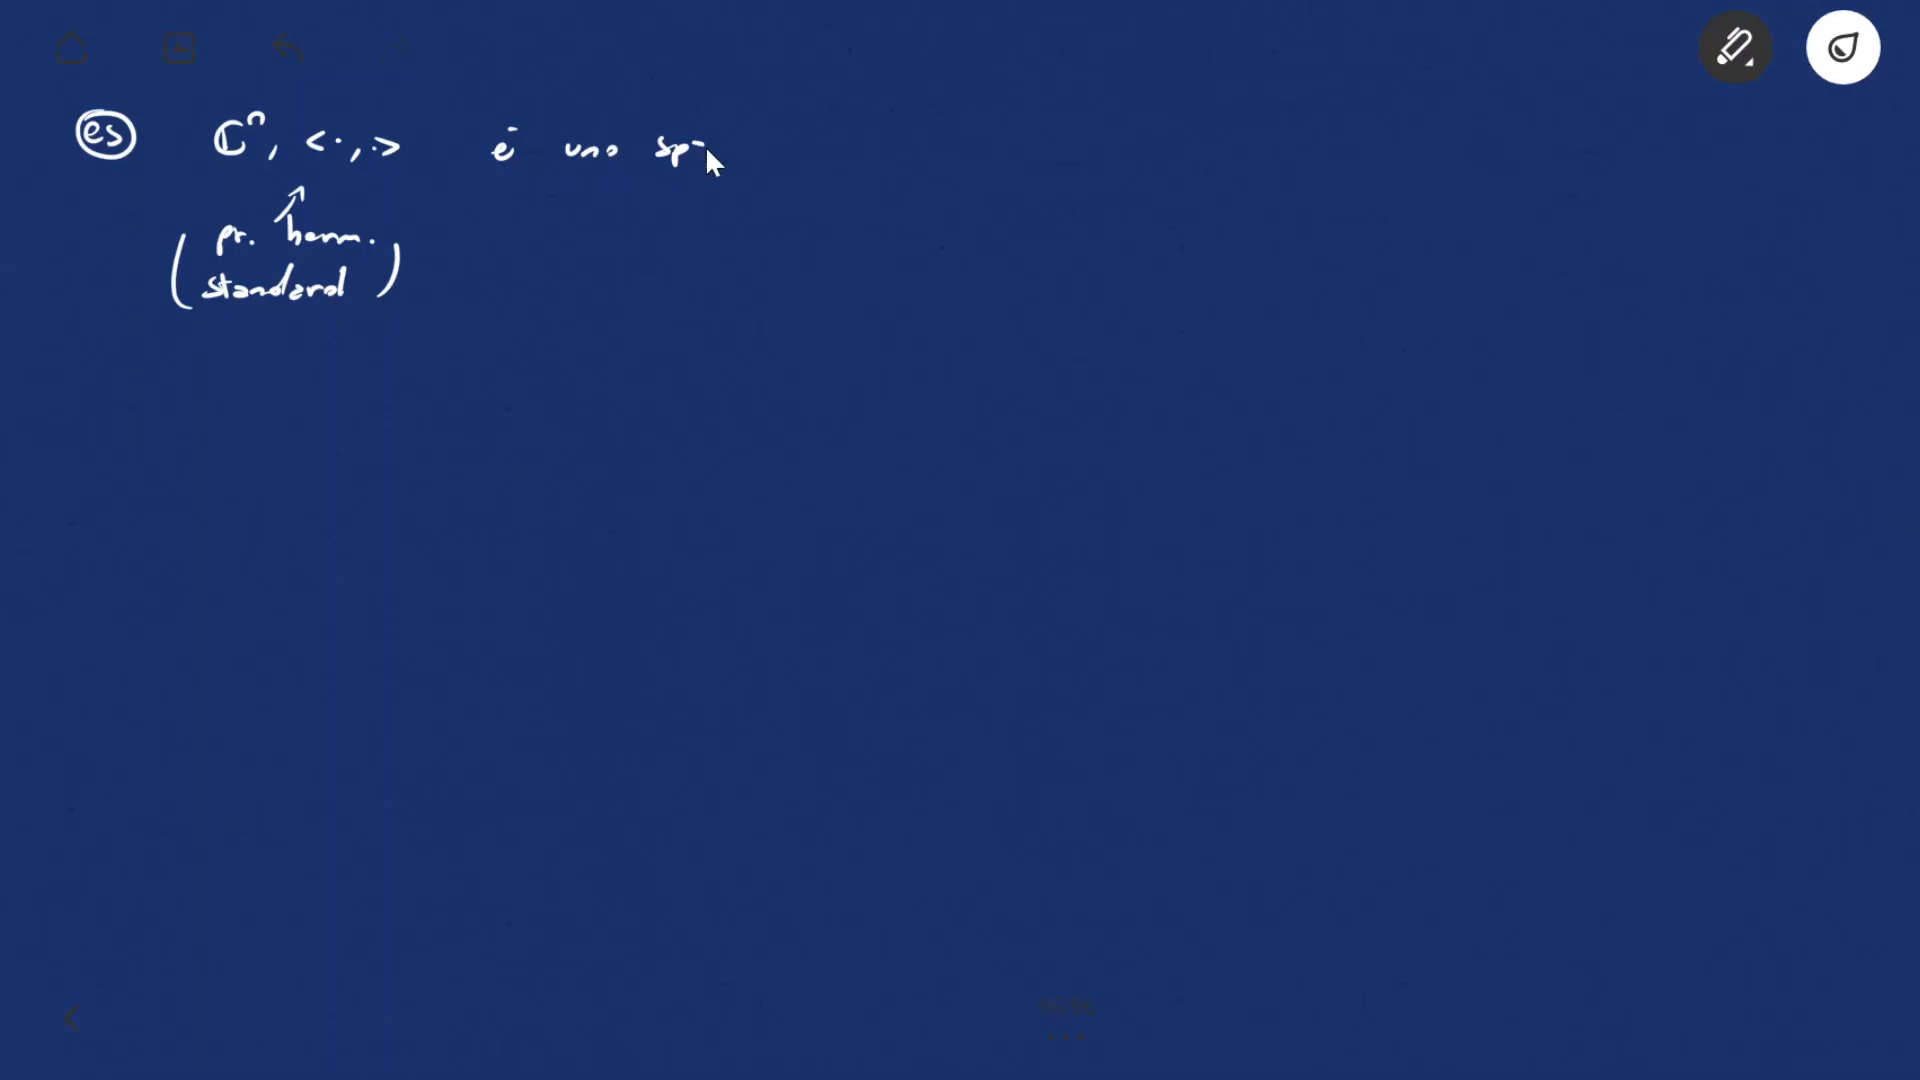 es ℂⁿ, <·,·> è uno sp
pr. herm.
(standard)